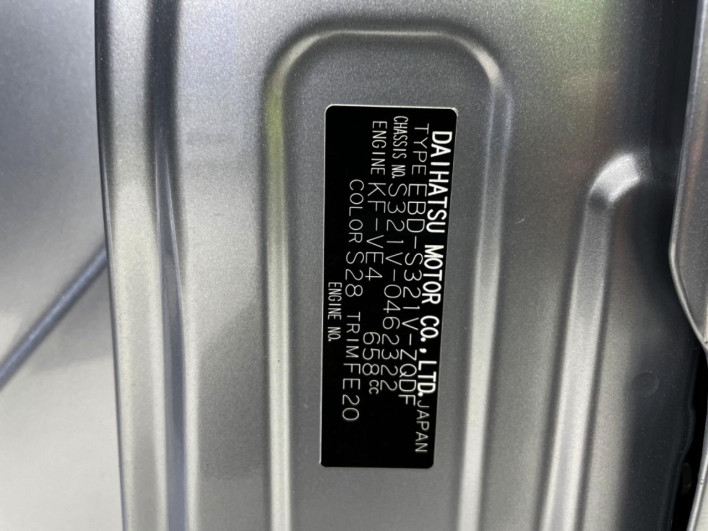 DAIHATSU MOTOR CO.,LTD. JAPAN
TYPE EBD-S321V-ZQDF
CHASSIS NO. S321V-0462322
ENGINE KF-VE4 658cc
COLOR S28 TRIM FE20
ENGINE NO.